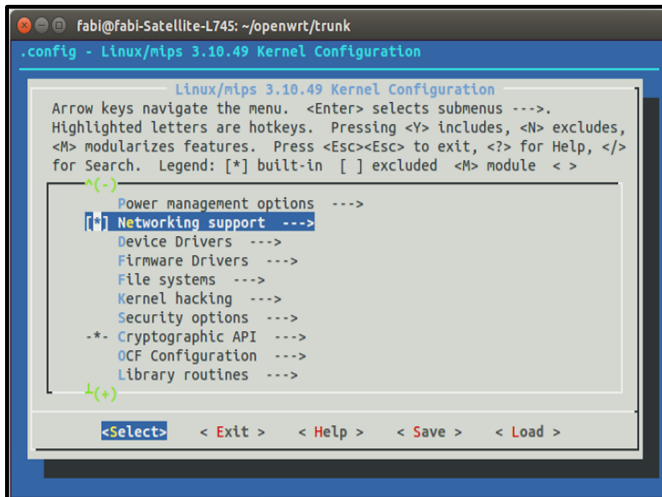 fabi@fabi-Satellite-L745: ~/openwrt/trunk
.config - Linux/mips 3.10.49 Kernel Configuration
Linux/mips 3.10.49 Kernel Configuration
Arrow keys navigate the menu.  <Enter> selects submenus --->.
Highlighted letters are hotkeys.  Pressing <Y> includes, <N> excludes,
<M> modularizes features.  Press <Esc><Esc> to exit, <?> for Help, </>
for Search.  Legend: [*] built-in  [ ] excluded  <M> module  < >
^(-)
Power management options  --->
[*] Networking support  --->
Device Drivers  --->
Firmware Drivers  --->
File systems  --->
Kernel hacking  --->
Security options  --->
-*- Cryptographic API  --->
OCF Configuration  --->
Library routines  --->
┴(+)
<Select>    < Exit >    < Help >    < Save >    < Load >